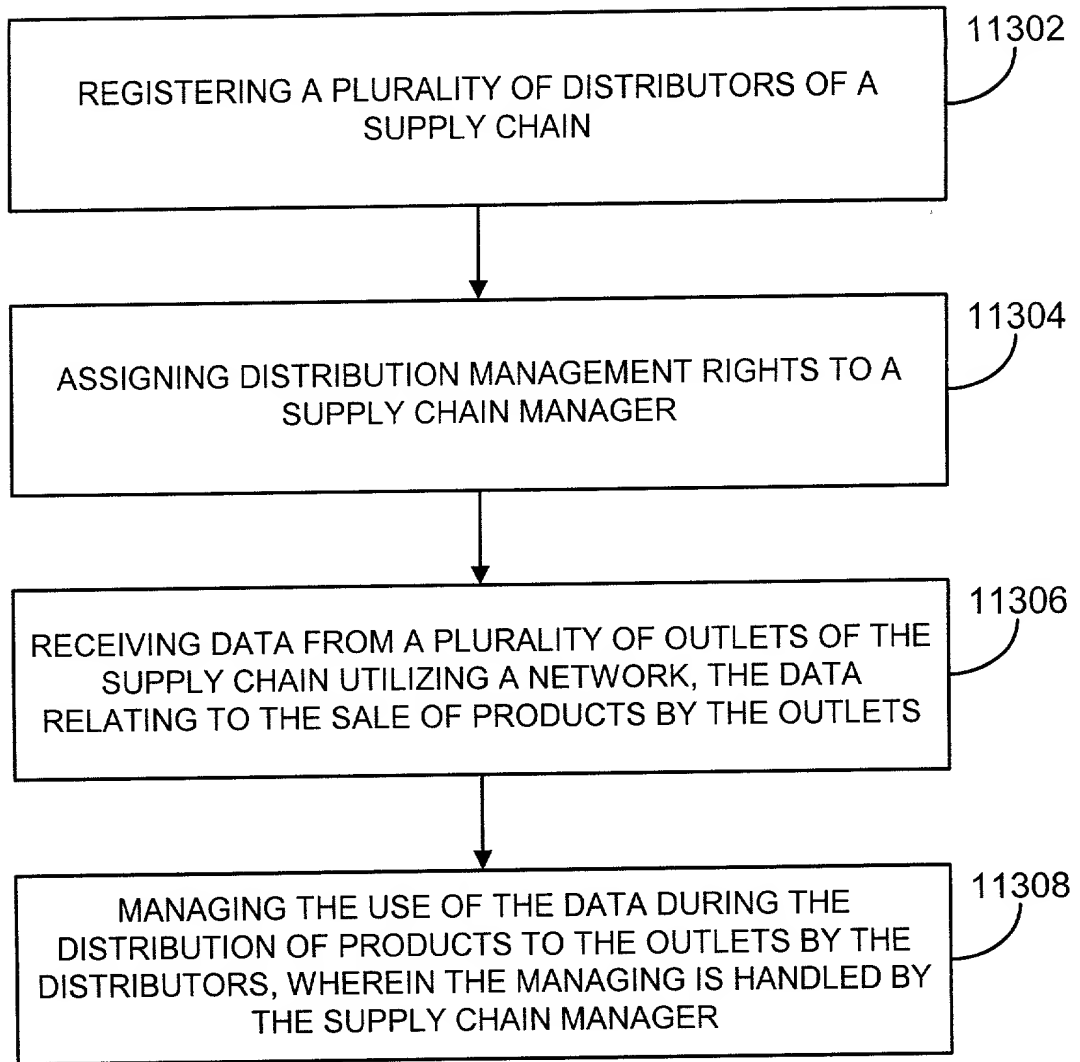 11302
REGISTERING A PLURALITY OF DISTRIBUTORS OF A
SUPPLY CHAIN
11304
ASSIGNING DISTRIBUTION MANAGEMENT RIGHTS TO A
SUPPLY CHAIN MANAGER
11306
RECEIVING DATA FROM A PLURALITY OF OUTLETS OF THE
SUPPLY CHAIN UTILIZING A NETWORK, THE DATA
RELATING TO THE SALE OF PRODUCTS BY THE OUTLETS
11308
MANAGING THE USE OF THE DATA DURING THE
DISTRIBUTION OF PRODUCTS TO THE OUTLETS BY THE
DISTRIBUTORS, WHEREIN THE MANAGING IS HANDLED BY
THE SUPPLY CHAIN MANAGER